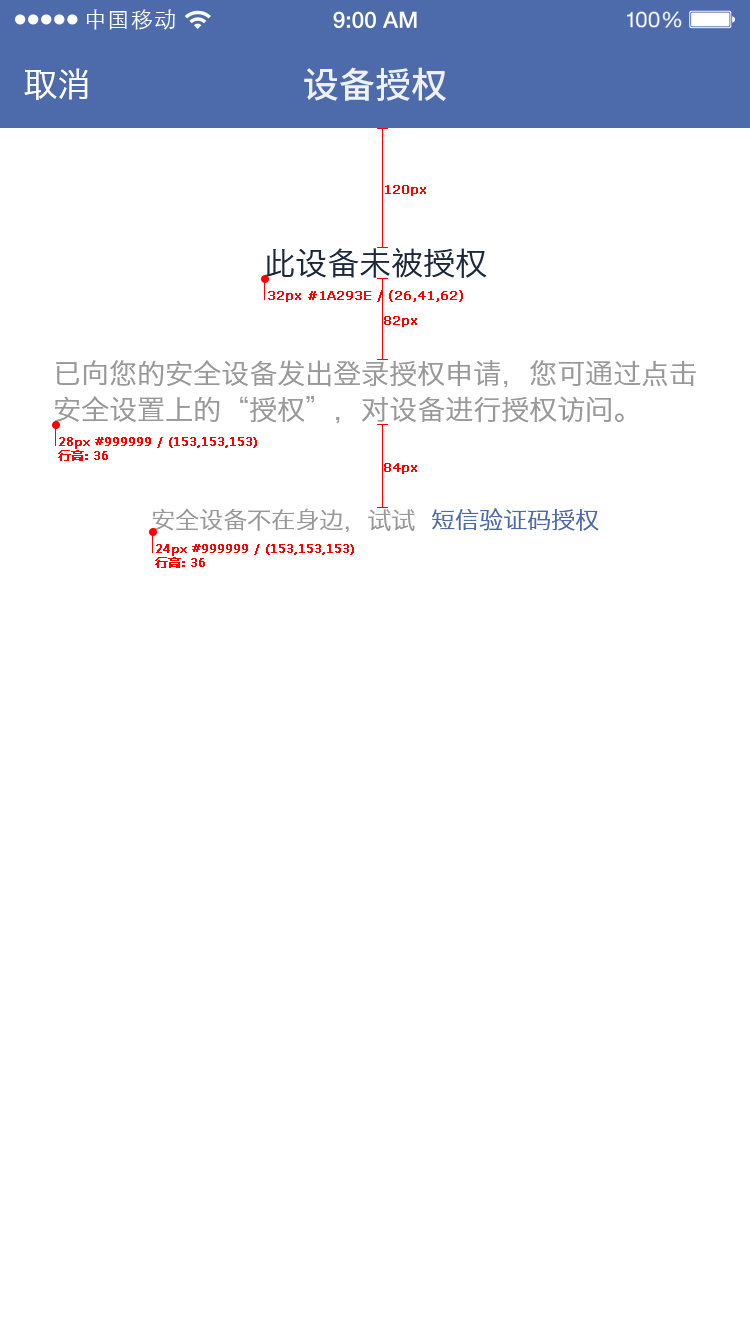 中国移动 9:00 AM 100%
取消 设备授权
120px
此设备未被授权
32px #1A293E / (26,41,62)
82px
已向您的安全设备发出登录授权申请，您可通过点击
安全设置上的“授权”，对设备进行授权访问。
28px #999999 / (153,153,153)
行高: 36
84px
安全设备不在身边，试试 短信验证码授权
24px #999999 / (153,153,153)
行高: 36